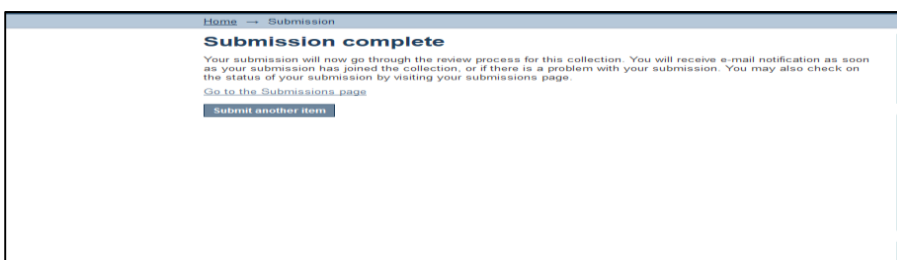 Home → Submission
Submission complete
Your submission will now go through the review process for this collection. You will receive e-mail notification as soon
as your submission has joined the collection, or if there is a problem with your submission. You may also check on
the status of your submission by visiting your submissions page.
Go to the Submissions page
Submit another item